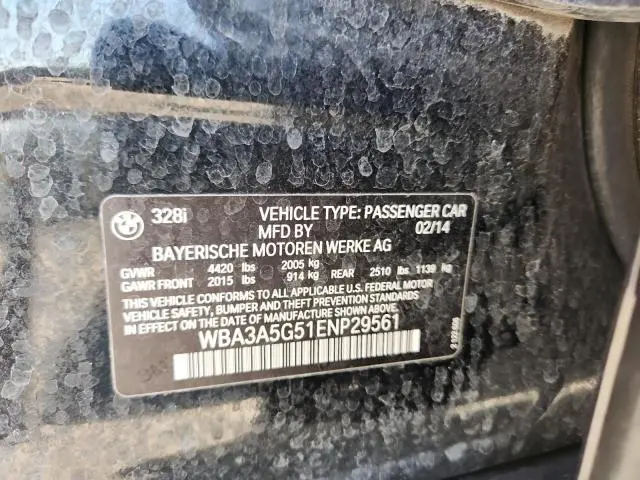 BMW 328i VEHICLE TYPE: PASSENGER CAR
MFD BY 02/14
BAYERISCHE MOTOREN WERKE AG
GVWR 4420 lbs 2005 kg
GAWR FRONT 2015 lbs 914 kg REAR 2510 lbs 1139 kg
THIS VEHICLE CONFORMS TO ALL APPLICABLE U.S. FEDERAL MOTOR
VEHICLE SAFETY, BUMPER AND THEFT PREVENTION STANDARDS
IN EFFECT ON THE DATE OF MANUFACTURE SHOWN ABOVE.
WBA3A5G51ENP29561